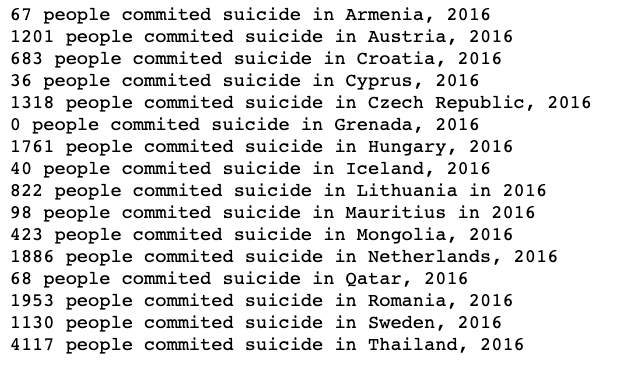 67 people commited suicide in Armenia, 2016
1201 people commited suicide in Austria, 2016
683 people commited suicide in Croatia, 2016
36 people commited suicide in Cyprus, 2016
1318 people commited suicide in Czech Republic, 2016
0 people commited suicide in Grenada, 2016
1761 people commited suicide in Hungary, 2016
40 people commited suicide in Iceland, 2016
822 people commited suicide in Lithuania in 2016
98 people commited suicide in Mauritius in 2016
423 people commited suicide in Mongolia, 2016
1886 people commited suicide in Netherlands, 2016
68 people commited suicide in Qatar, 2016
1953 people commited suicide in Romania, 2016
1130 people commited suicide in Sweden, 2016
4117 people commited suicide in Thailand, 2016